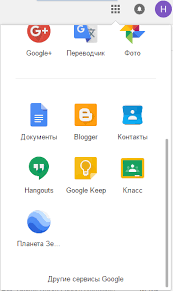 H
Google+ Переводчик Фото
Документы Blogger Контакты
Hangouts Google Keep Класс
Планета Зе...
Другие сервисы Google